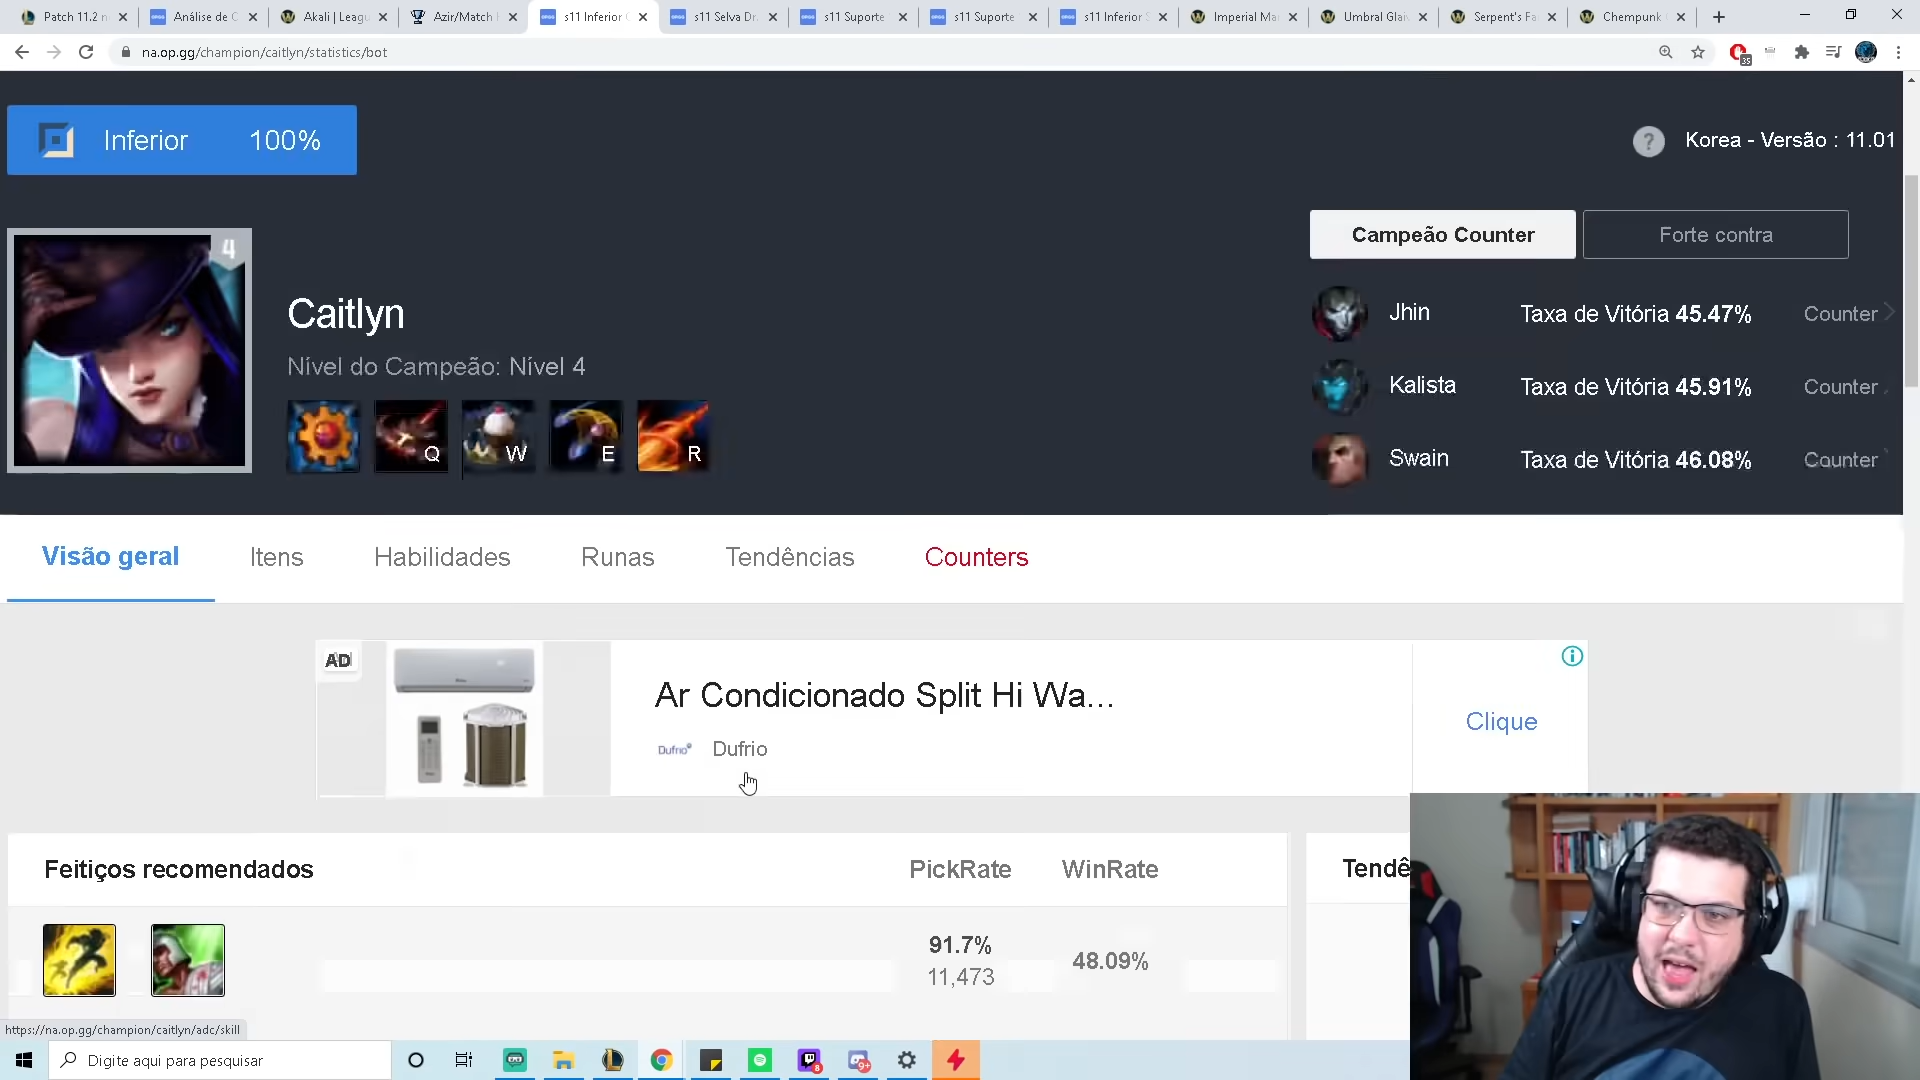 Patch 11.2 n
Análise de C
Akali | Leagu
Azir/Match
s11 Inferior
s11 Selva Dr
s11 Suporte
s11 Suporte
s11 Inferior
Imperial Ma
Umbral Glai
Serpent's Fa
Chempunk
na.op.gg/champion/caitlyn/statistics/bot
35
Inferior 100%
? Korea - Versão : 11.01
4
Caitlyn
Nível do Campeão: Nível 4
Q W E R
Campeão Counter Forte contra
Jhin Taxa de Vitória 45.47% Counter
Kalista Taxa de Vitória 45.91% Counter
Swain Taxa de Vitória 46.08% Counter
Visão geral Itens Habilidades Runas Tendências Counters
AD
Ar Condicionado Split Hi Wa...
Dufrio Dufrio
Clique
Feitiços recomendados PickRate WinRate
Tendê
91.7%
11,473
48.09%
https://na.op.gg/champion/caitlyn/adc/skill
Digite aqui para pesquisar
8
9+